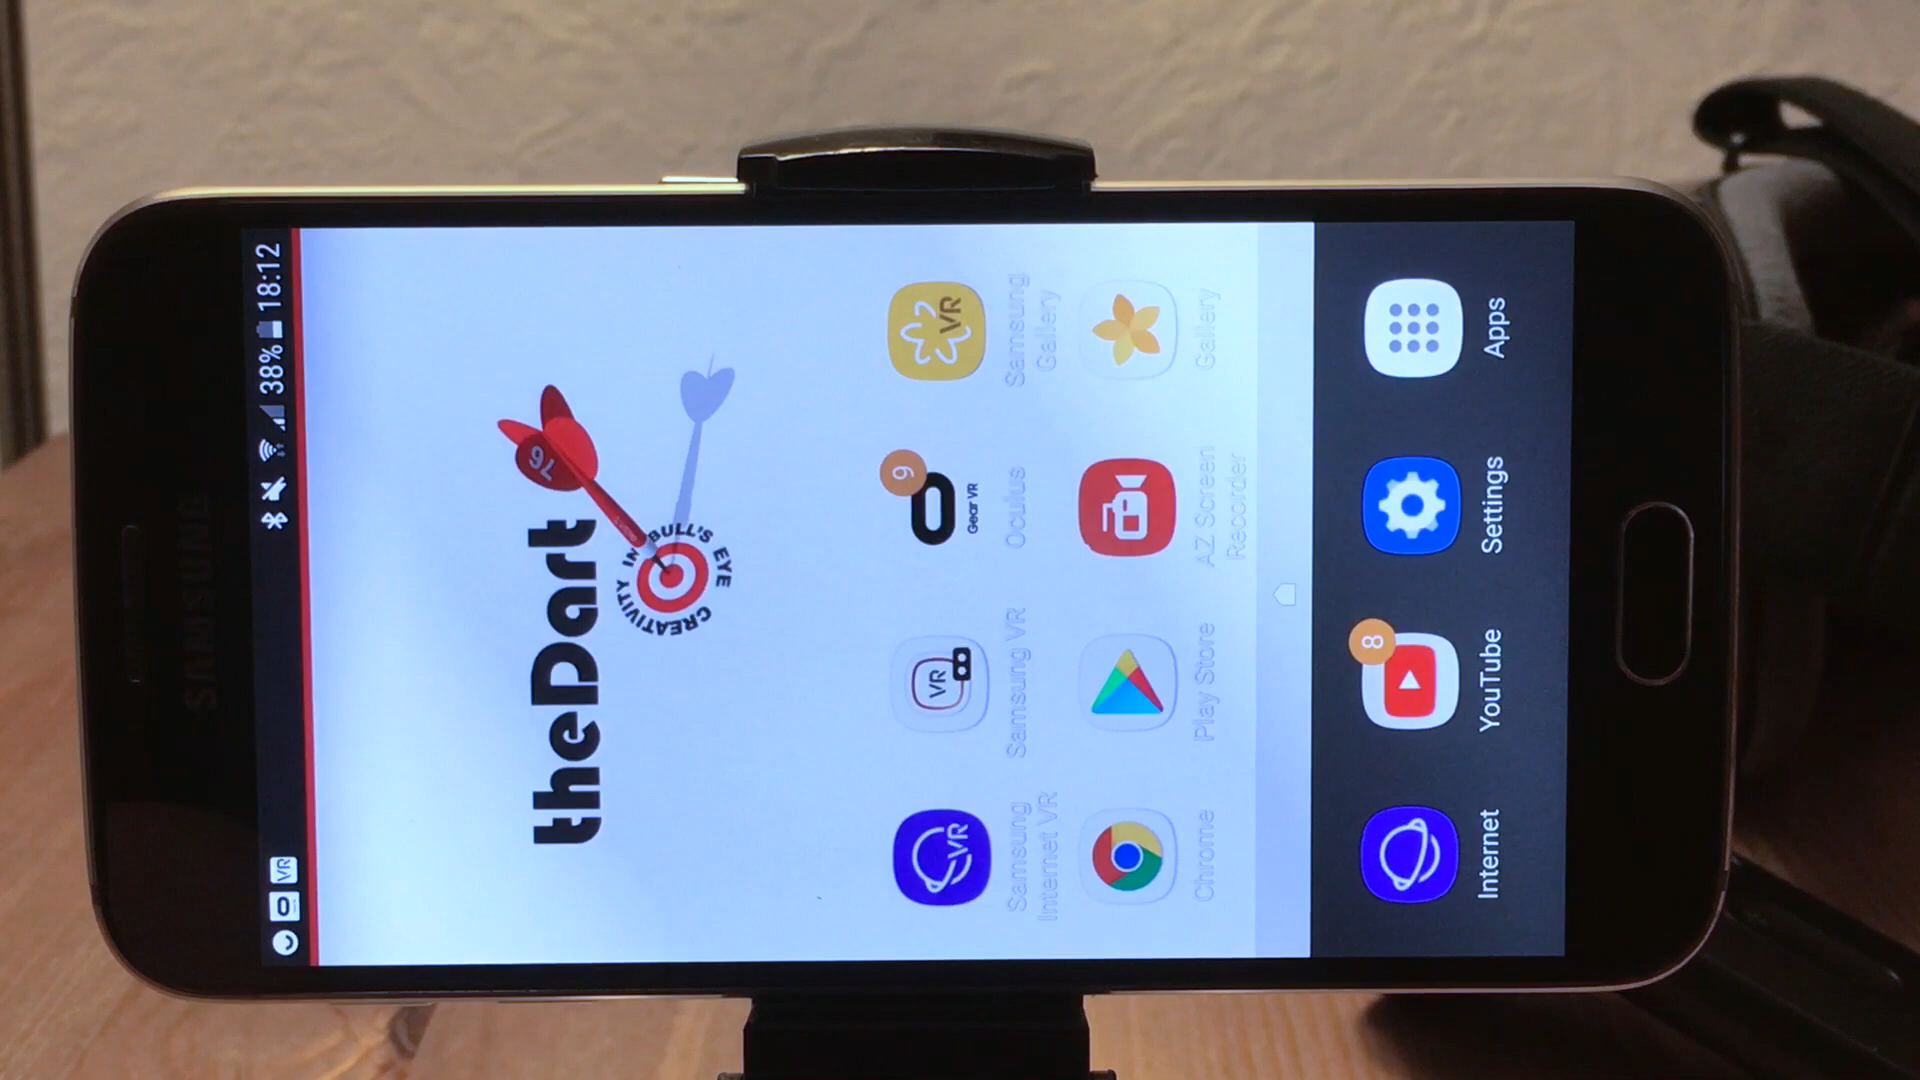 VR
38% 18:12
theDart
76
CREATIVITY IN BULL'S EYE
VR
VR
9
Gear VR
VR
Samsung
Internet VR
Samsung VR
Oculus
Samsung
Gallery
Chrome
Play Store
AZ Screen
Recorder
Gallery
8
Internet
YouTube
Settings
Apps
SAMSUNG